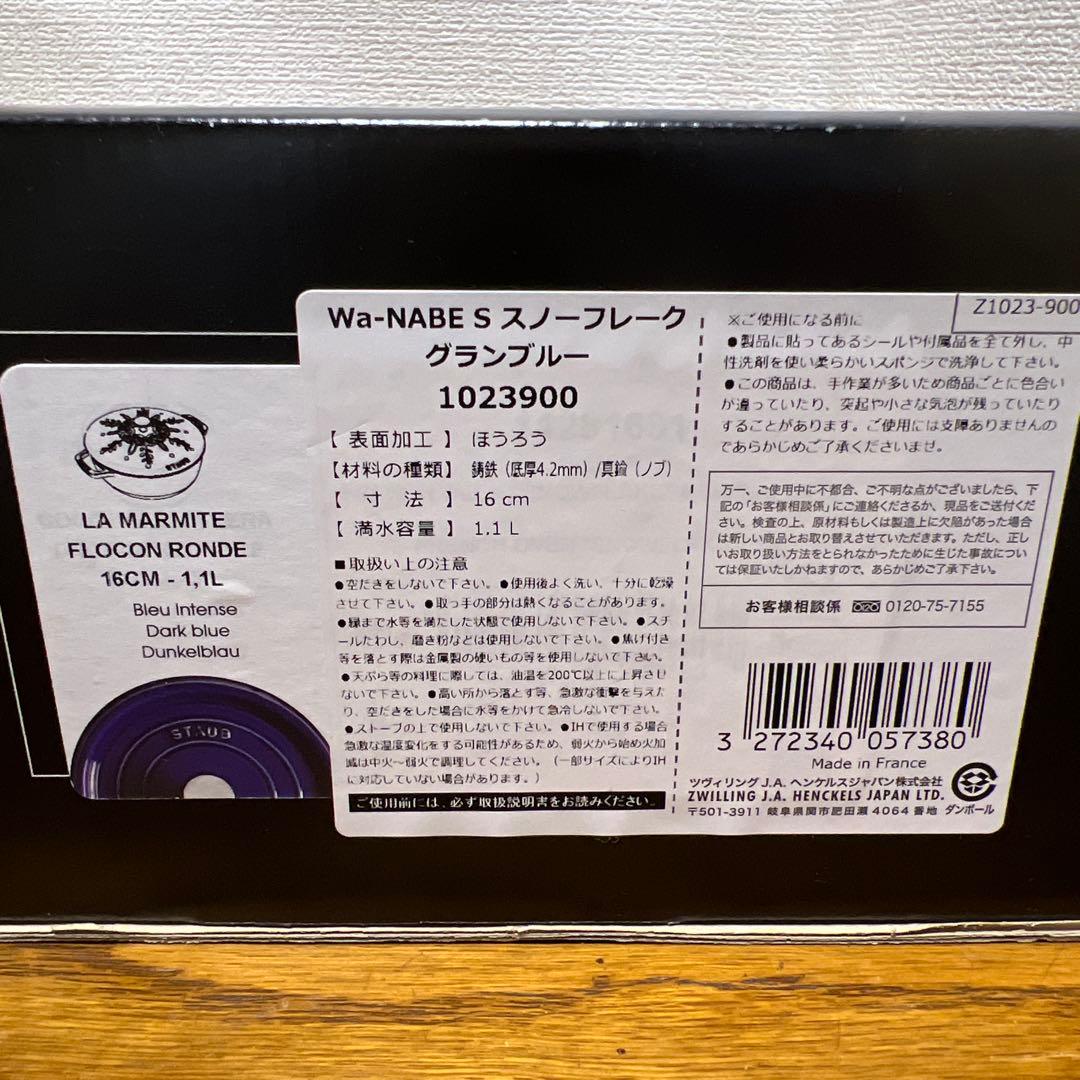 LA MARMITE
FLOCON RONDE
16CM - 1,1L
Bleu Intense
Dark blue
Dunkelblau
STAUB
Wa-NABE S スノーフレーク
グランブルー
1023900
【 表面加工 】 ほうろう
【材料の種類】 鋳鉄（底厚4.2mm）/真鍮（ノブ）
【 寸 法 】 16 cm
【 満水容量 】 1.1 L
■取扱い上の注意
●空だきをしないで下さい。●使用後よく洗い、十分に乾燥
させて下さい。●取っ手の部分は熱くなることがあります。
●縁まで水等を満たした状態で使用しないで下さい。●スチ
ールたわし、磨き粉などは使用しないで下さい。●焦げ付き
等を落とす際は金属製の硬いもの等を使用しないで下さい。
●天ぷら等の料理に際しては、油温を200℃以上に上昇させ
ないで下さい。●高い所から落とす等、急激な衝撃を与えた
り、空だきをした場合に水等をかけて急冷しないで下さい。
●ストーブの上で使用しないで下さい。●IHで使用する場合
急激な温度変化をする可能性があるため、弱火から始め火加
減は中火～弱火で調理してください。（一部サイズによりIH
に対応していない場合があります。）
ご使用前には、必ず取扱説明書をお読みください。
Z1023-900
※ご使用になる前に
●製品に貼ってあるシールや付属品を全て外し、中
性洗剤を使い柔らかいスポンジで洗浄して下さい。
●この商品は、手作業が多いため商品ごとに色合い
が違っていたり、突起や小さな気泡が残っていたり
することがあります。ご使用には支障ありませんの
であらかじめご了承くださいませ。
万一、ご使用中に不都合、ご不明な点がございましたら、下
記の「お客様相談係」にご連絡くださるか、現品をご送付くださ
い。検査の上、原材料もしくは製造上に欠陥があった場合
は新しい商品とお取り替えさせていただきます。ただし、正し
いお取り扱い方法をとられなかったために生じた事故につい
ては保証いたしかねますので、あらかじめご了承下さい。
お客様相談係 0120-75-7155
3 272340 057380
Made in France
ツヴィリング J.A. ヘンケルスジャパン株式会社
ZWILLING J.A. HENCKELS JAPAN LTD.
〒501-3911 岐阜県関市肥田瀬 4064 番地 ダンボール